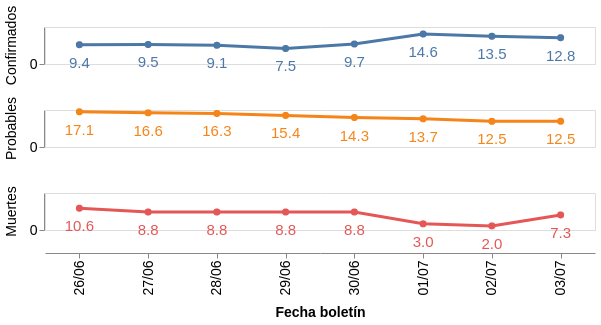 Confirmados
0
9.4 9.5 9.1 7.5 9.7 14.6 13.5 12.8
Probables
0
17.1 16.6 16.3 15.4 14.3 13.7 12.5 12.5
Muertes
0
10.6 8.8 8.8 8.8 8.8 3.0 2.0 7.3
26/06 27/06 28/06 29/06 30/06 01/07 02/07 03/07
Fecha boletín